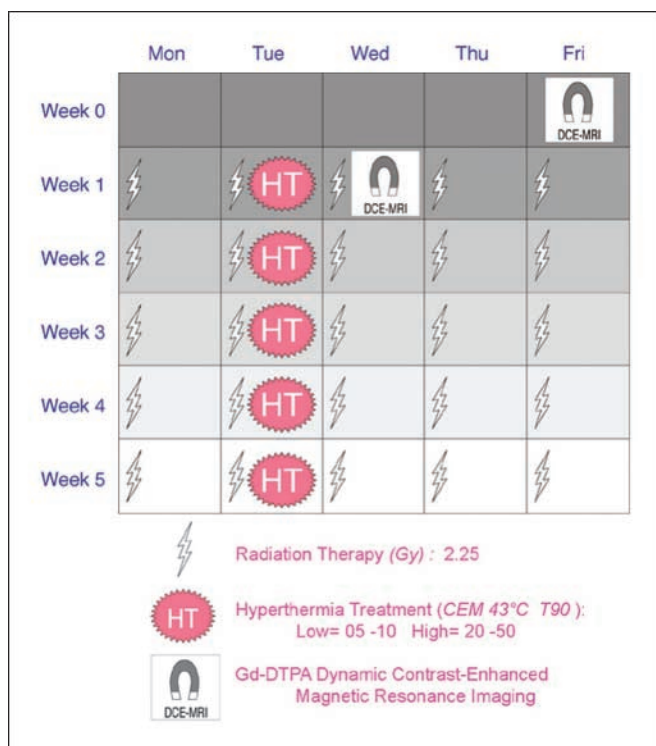 Mon Tue Wed Thu Fri
Week 0
DCE-MRI
Week 1
HT
DCE-MRI
Week 2
HT
Week 3
HT
Week 4
HT
Week 5
HT
Radiation Therapy (Gy) : 2.25
HT
Hyperthermia Treatment (CEM 43°C T90 ):
Low= 05 -10 High= 20 -50
DCE-MRI
Gd-DTPA Dynamic Contrast-Enhanced
Magnetic Resonance Imaging